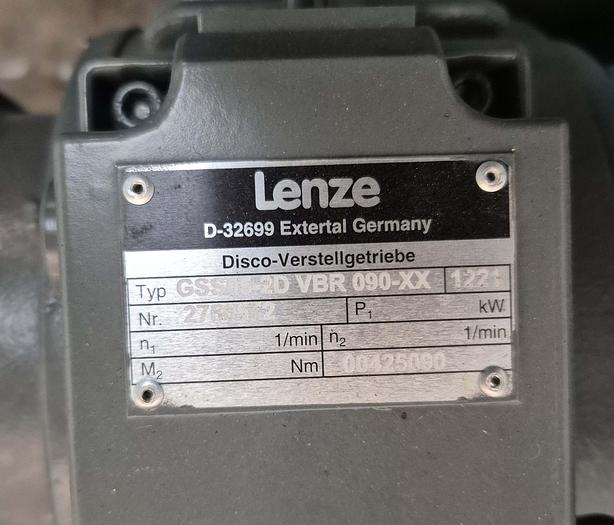 Lenze
D-32699 Extertal Germany
Disco-Verstellgetriebe
Typ VBR 090-XX
Nr. P₁ kW
n₁ 1/min n₂ 1/min
M₂ Nm 00425090